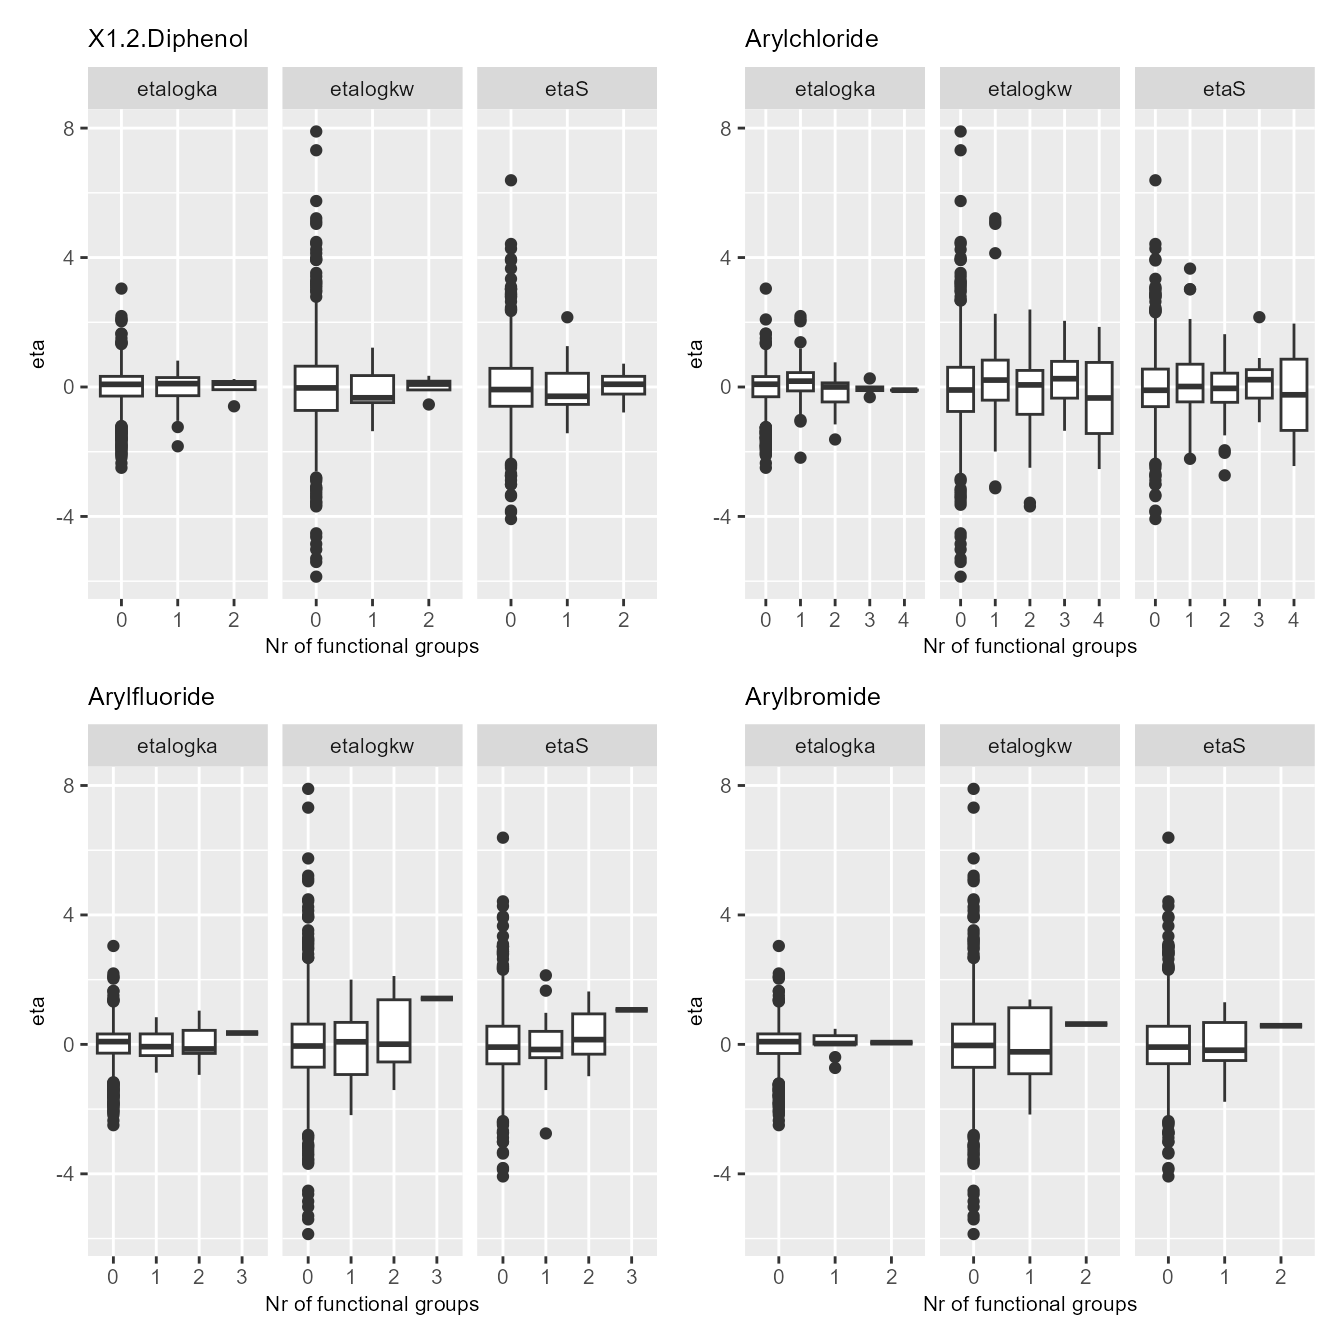 X1.2.Diphenol
etalogka etalogkw etaS
8
4
0
-4
eta
0 1 2 0 1 2 0 1 2
Nr of functional groups
Arylchloride
etalogka etalogkw etaS
8
4
0
-4
eta
0 1 2 3 4 0 1 2 3 4 0 1 2 3 4
Nr of functional groups
Arylfluoride
etalogka etalogkw etaS
8
4
0
-4
eta
0 1 2 3 0 1 2 3 0 1 2 3
Nr of functional groups
Arylbromide
etalogka etalogkw etaS
8
4
0
-4
eta
0 1 2 0 1 2 0 1 2
Nr of functional groups